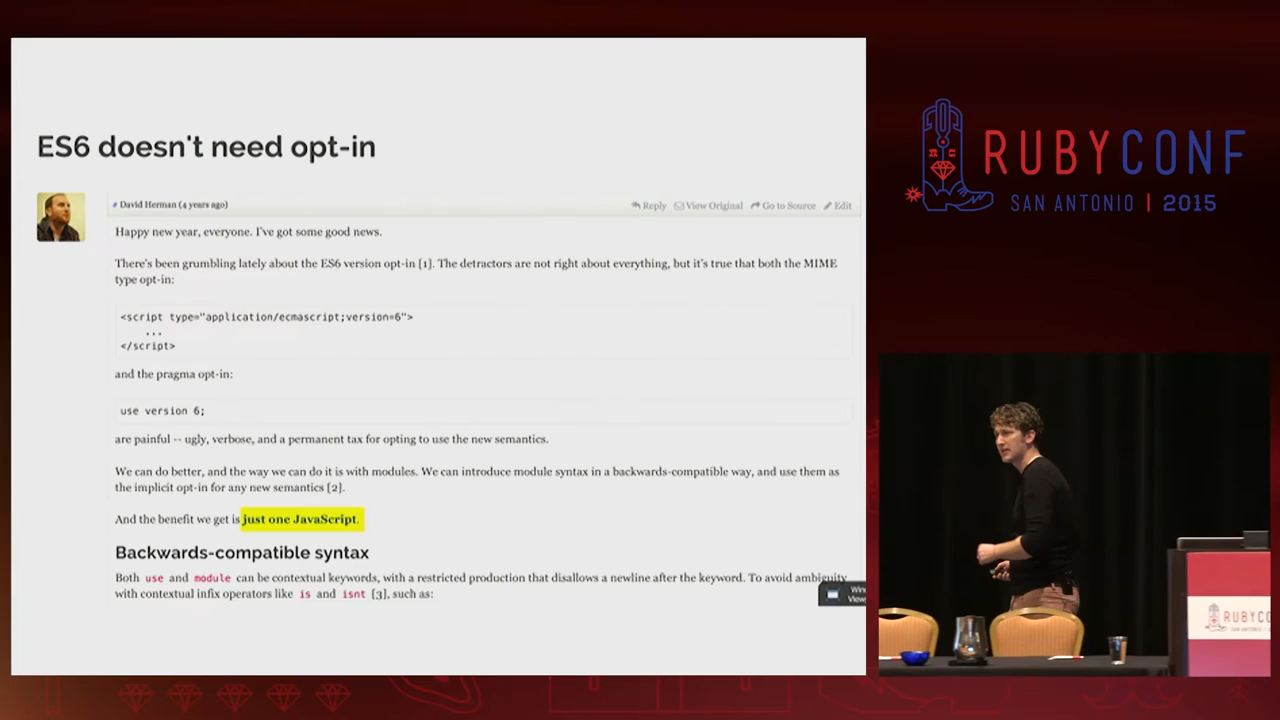 ES6 doesn't need opt-in
# David Herman (4 years ago)
Reply View Original Go to Source Edit
Happy new year, everyone. I've got some good news.
There's been grumbling lately about the ES6 version opt-in [1]. The detractors are not right about everything, but it's true that both the MIME
type opt-in:
<script type="application/ecmascript;version=6">
...
</script>
and the pragma opt-in:
use version 6;
are painful -- ugly, verbose, and a permanent tax for opting to use the new semantics.
We can do better, and the way we can do it is with modules. We can introduce module syntax in a backwards-compatible way, and use them as
the implicit opt-in for any new semantics [2].
And the benefit we get is just one JavaScript.
Backwards-compatible syntax
Both use and module can be contextual keywords, with a restricted production that disallows a newline after the keyword. To avoid ambiguity
with contextual infix operators like is and isnt [3], such as:
Win
View
RUBYCONF
SAN ANTONIO | 2015
RUBYCO
SAN ANTONIO | 2015